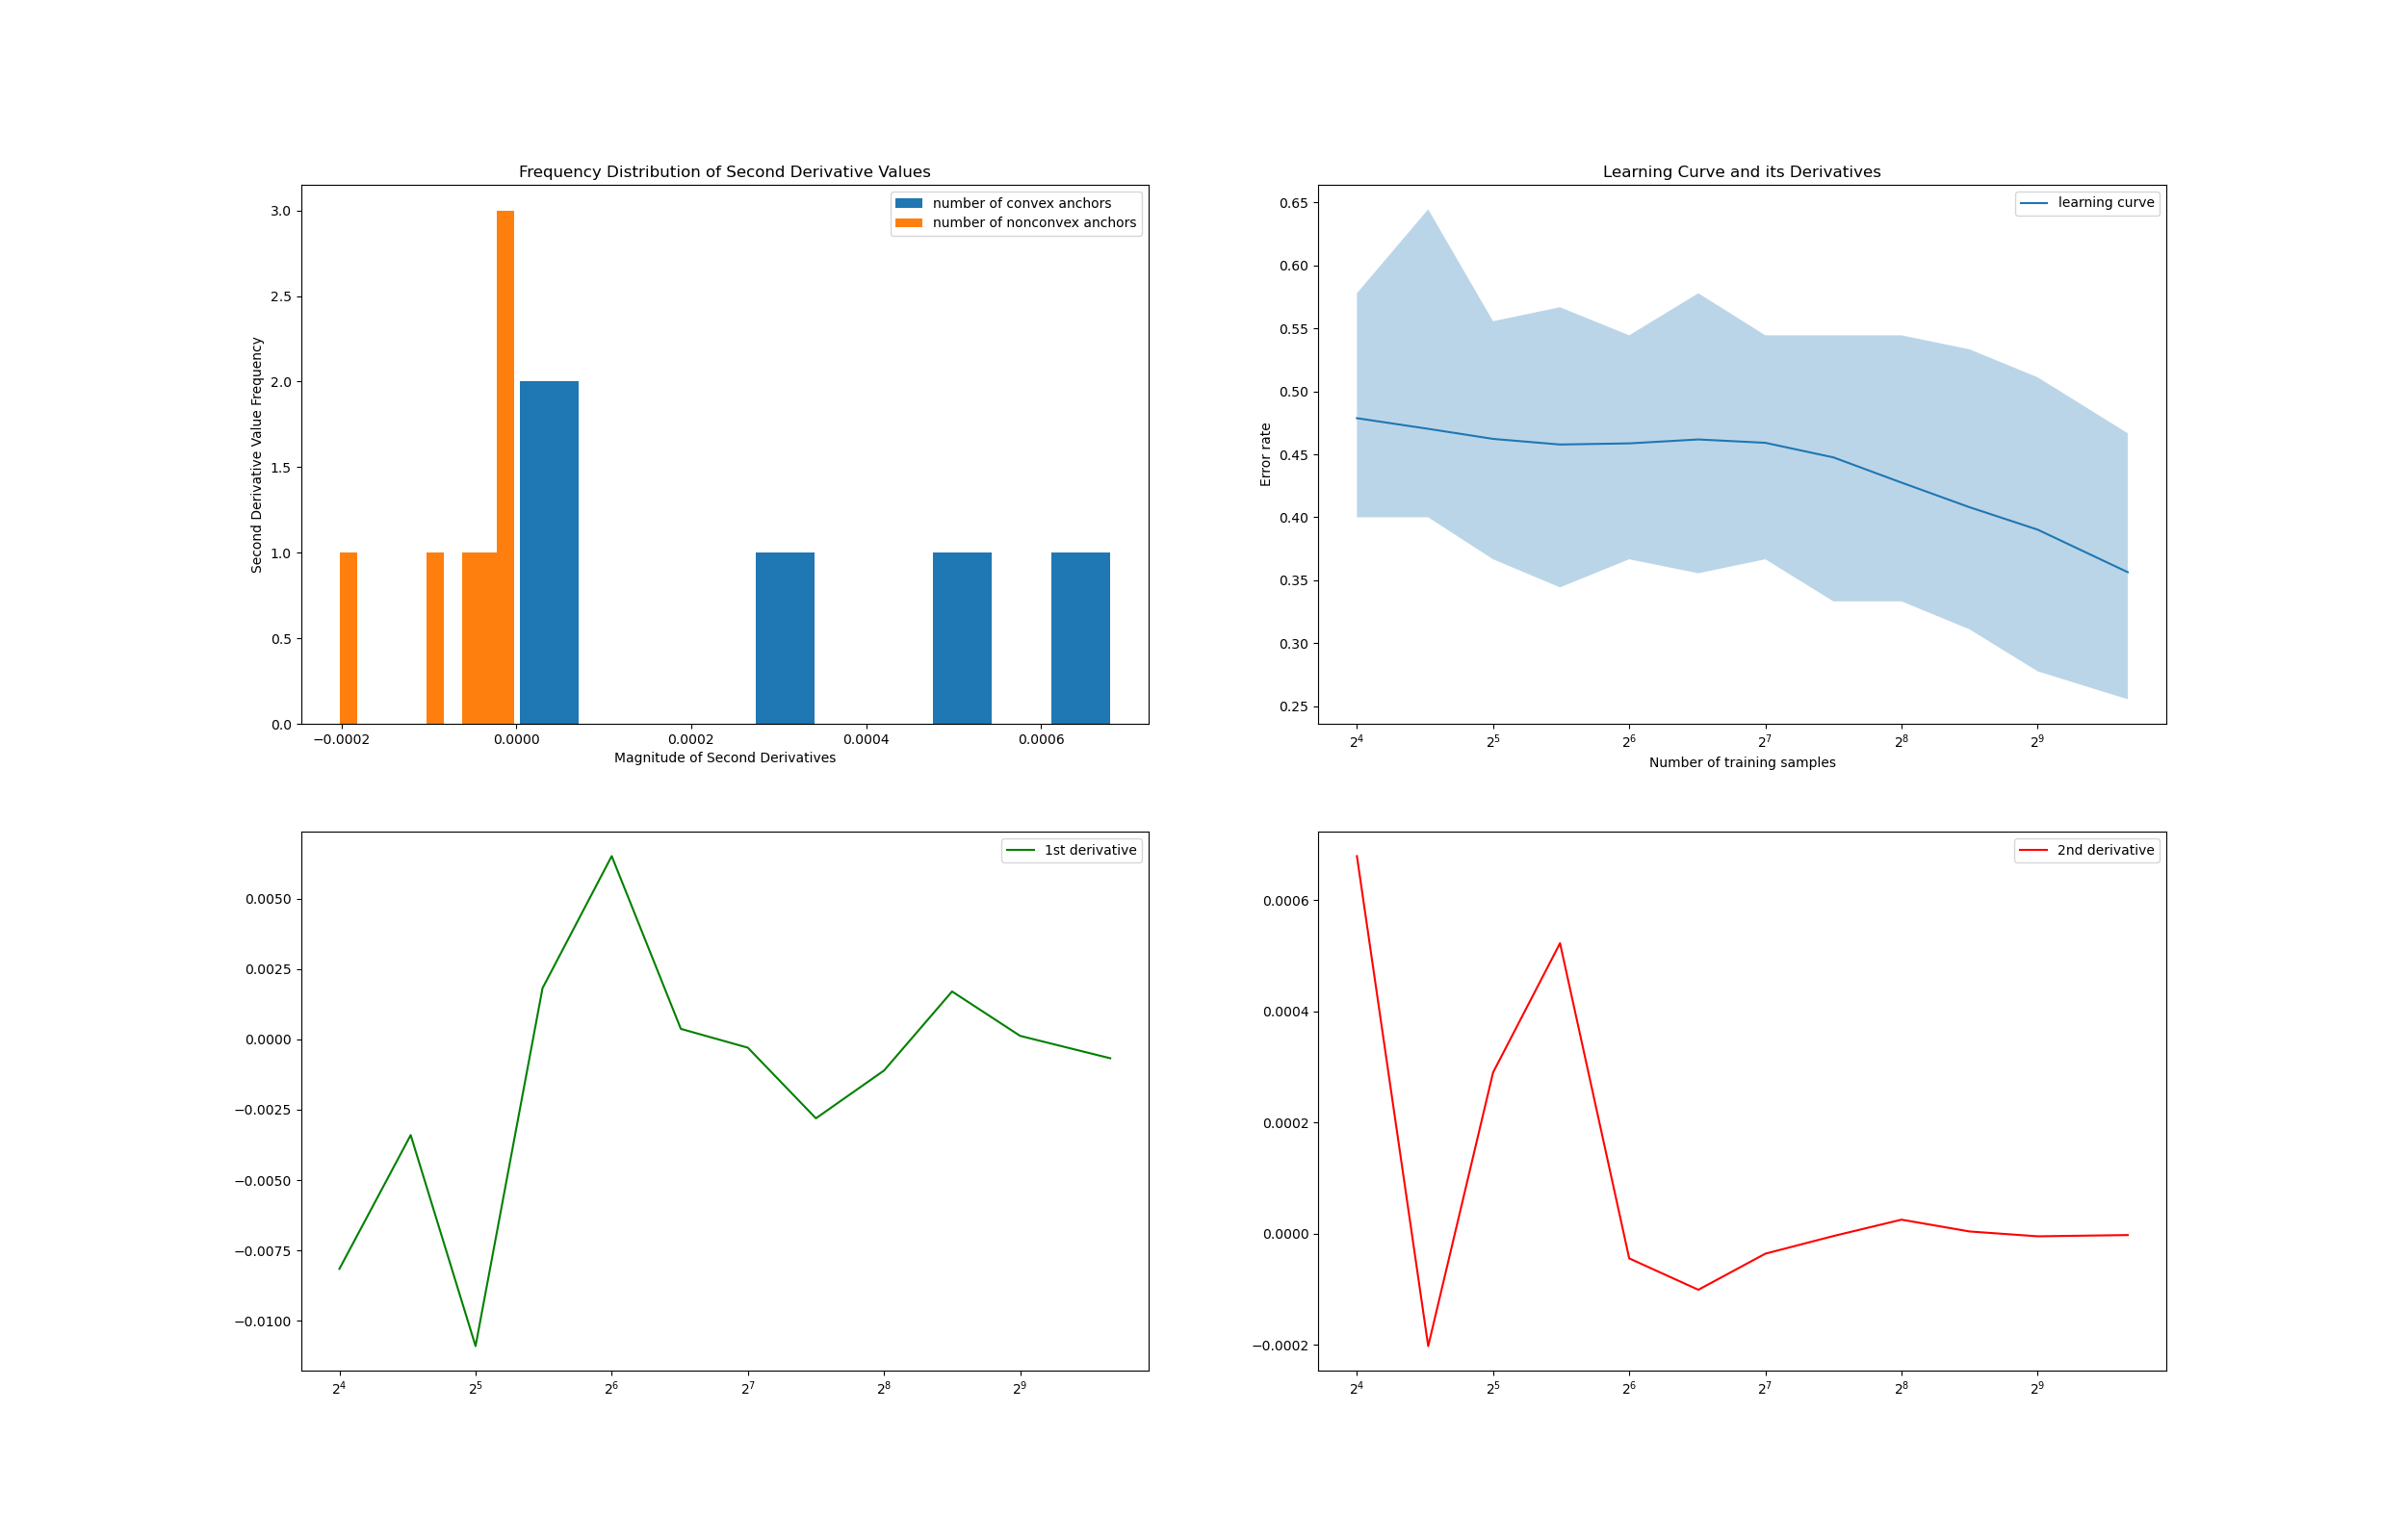 Frequency Distribution of Second Derivative Values
number of convex anchors
number of nonconvex anchors
3.0
2.5
2.0
1.5
1.0
0.5
0.0
Second Derivative Value Frequency
−0.0002 0.0000 0.0002 0.0004 0.0006
Magnitude of Second Derivatives
Learning Curve and its Derivatives
learning curve
0.65
0.60
0.55
0.50
0.45
0.40
0.35
0.30
0.25
Error rate
2⁴ 2⁵ 2⁶ 2⁷ 2⁸ 2⁹
Number of training samples
1st derivative
0.0050
0.0025
0.0000
−0.0025
−0.0050
−0.0075
−0.0100
2⁴ 2⁵ 2⁶ 2⁷ 2⁸ 2⁹
2nd derivative
0.0006
0.0004
0.0002
0.0000
−0.0002
2⁴ 2⁵ 2⁶ 2⁷ 2⁸ 2⁹